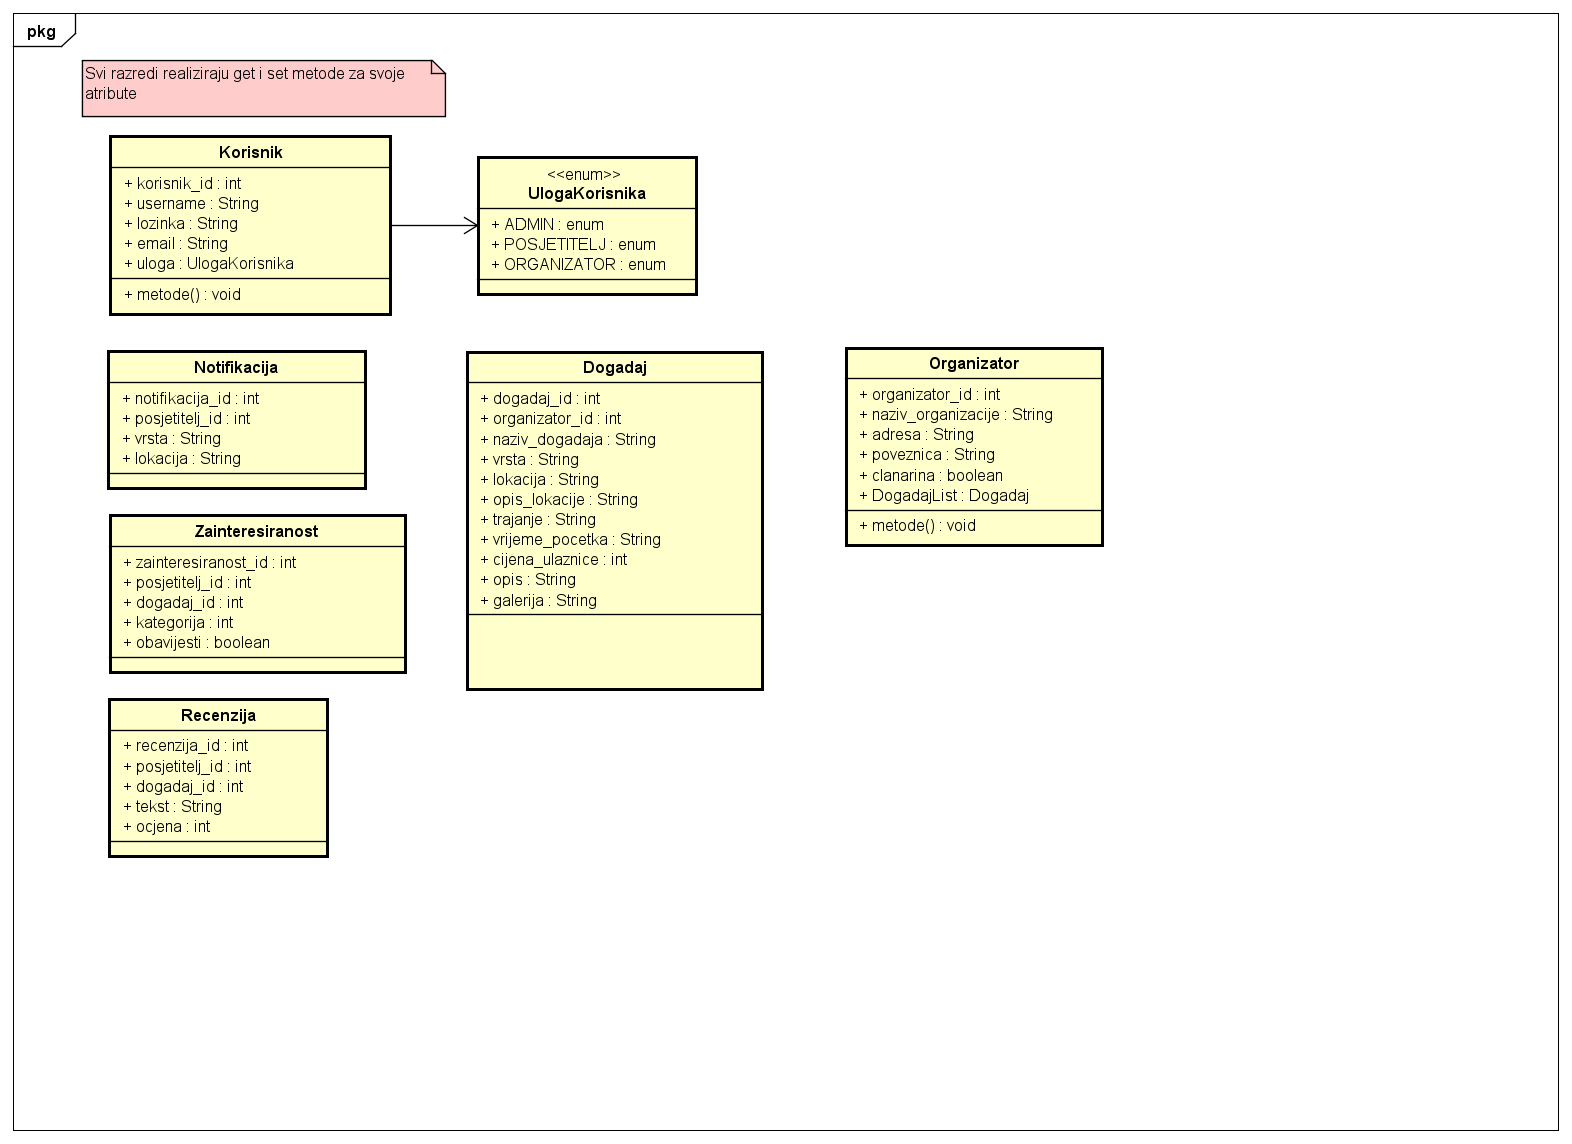 pkg
Svi razredi realiziraju get i set metode za svoje
atribute
Korisnik
+ korisnik_id : int
+ username : String
+ lozinka : String
+ email : String
+ uloga : UlogaKorisnika
+ metode() : void
<<enum>>
UlogaKorisnika
+ ADMIN : enum
+ POSJETITELJ : enum
+ ORGANIZATOR : enum
Notifikacija
+ notifikacija_id : int
+ posjetitelj_id : int
+ vrsta : String
+ lokacija : String
Dogadaj
+ dogadaj_id : int
+ organizator_id : int
+ naziv_dogadaja : String
+ vrsta : String
+ lokacija : String
+ opis_lokacije : String
+ trajanje : String
+ vrijeme_pocetka : String
+ cijena_ulaznice : int
+ opis : String
+ galerija : String
Organizator
+ organizator_id : int
+ naziv_organizacije : String
+ adresa : String
+ poveznica : String
+ clanarina : boolean
+ DogadajList : Dogadaj
+ metode() : void
Zainteresiranost
+ zainteresiranost_id : int
+ posjetitelj_id : int
+ dogadaj_id : int
+ kategorija : int
+ obavijesti : boolean
Recenzija
+ recenzija_id : int
+ posjetitelj_id : int
+ dogadaj_id : int
+ tekst : String
+ ocjena : int